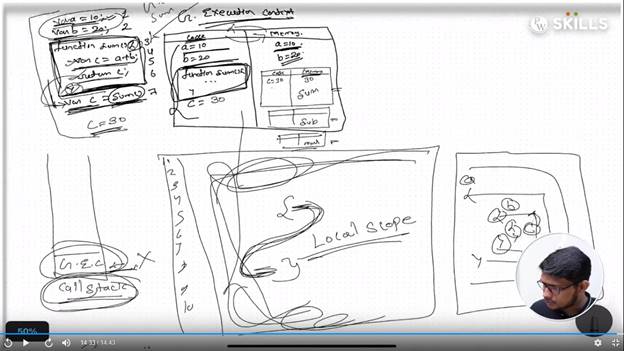 var a = 10;
var b = 20;
function sum() {
var c = a+b;
return c;
}
var c = sum()
c = 30
1
2
3
4
5
6
7
Execution Context
Code
a = 10
b = 20
function sum() {
...
}
c = 30
Memory
a = 10
b = 20
Code
Memory
c = 30
30
sum
sub
G.E.C
Call Stack
1
2
3
4
5
6
7
8
9
10
{
Local Scope
}
SKILLS
50%
14:33 / 14:43